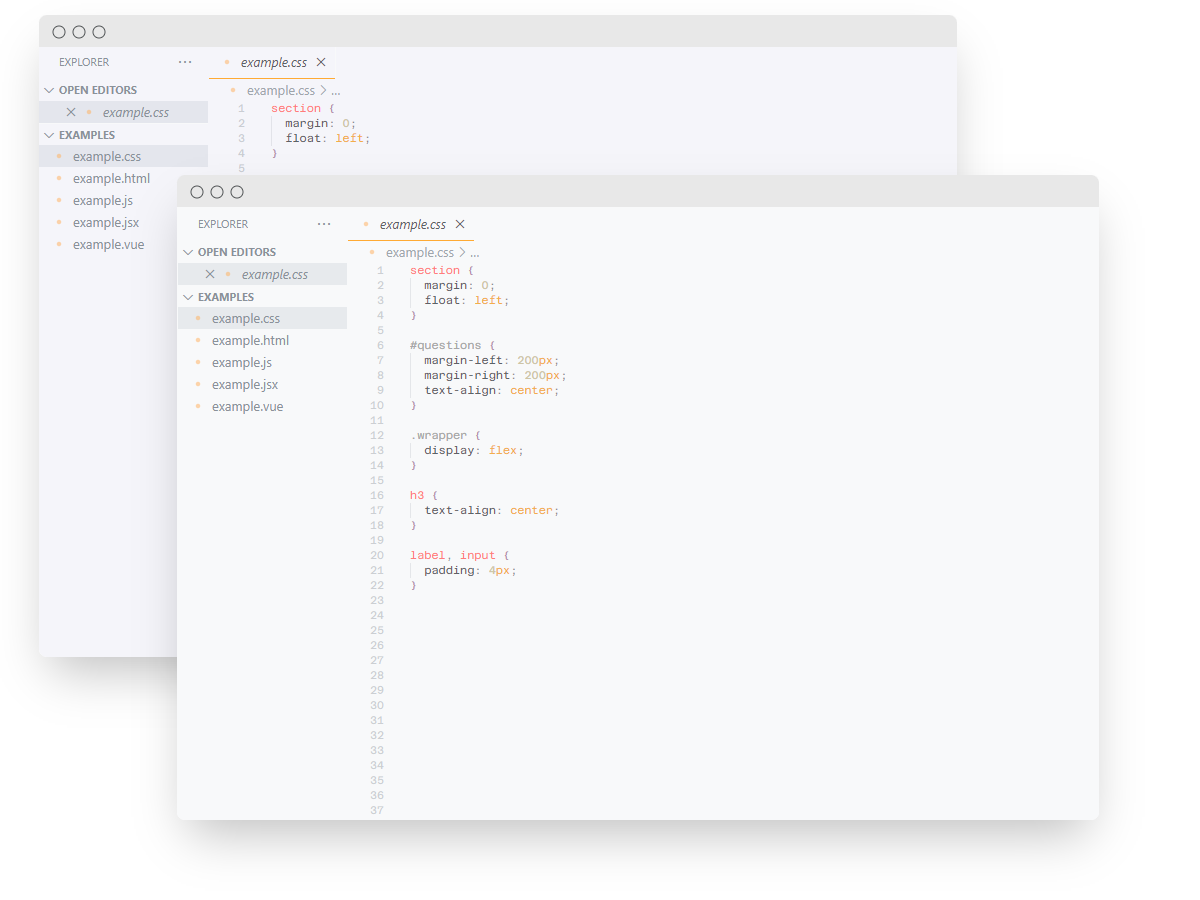 EXPLORER ...
example.css
OPEN EDITORS
example.css
EXAMPLES
example.css
example.html
example.js
example.jsx
example.vue
example.css > ...
1 section {
2 margin: 0;
3 float: left;
4 }
5
EXPLORER ...
example.css
OPEN EDITORS
example.css
EXAMPLES
example.css
example.html
example.js
example.jsx
example.vue
example.css > ...
1 section {
2 margin: 0;
3 float: left;
4 }
5
6 #questions {
7 margin-left: 200px;
8 margin-right: 200px;
9 text-align: center;
10 }
11
12 .wrapper {
13 display: flex;
14 }
15
16 h3 {
17 text-align: center;
18 }
19
20 label, input {
21 padding: 4px;
22 }
23
24
25
26
27
28
29
30
31
32
33
34
35
36
37